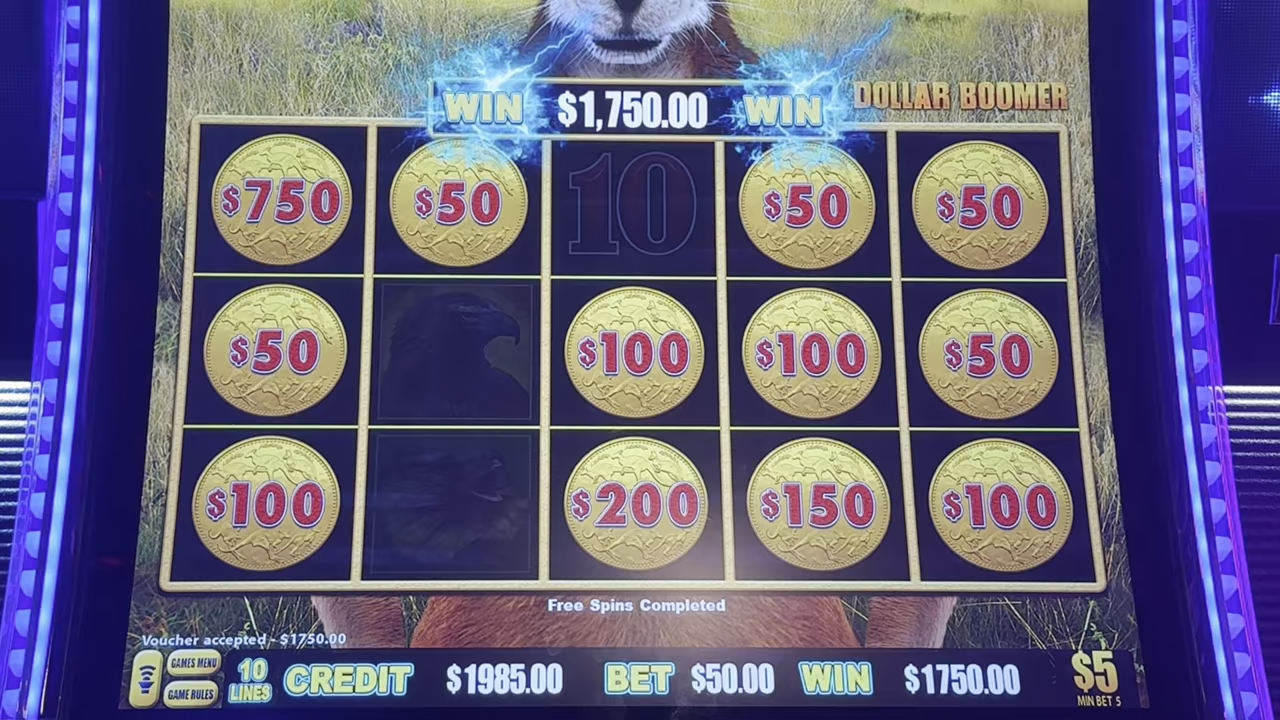 WIN $1,750.00 WIN
DOLLAR BOOMER
$750 $50 10 $50 $50
$50 $100 $100 $50
$100 $200 $150 $100
Free Spins Completed
Voucher accepted - $1750.00
GAMES MENU
GAME RULES
10 LINES CREDIT $1985.00 BET $50.00 WIN $1750.00 $5
MIN BET 5